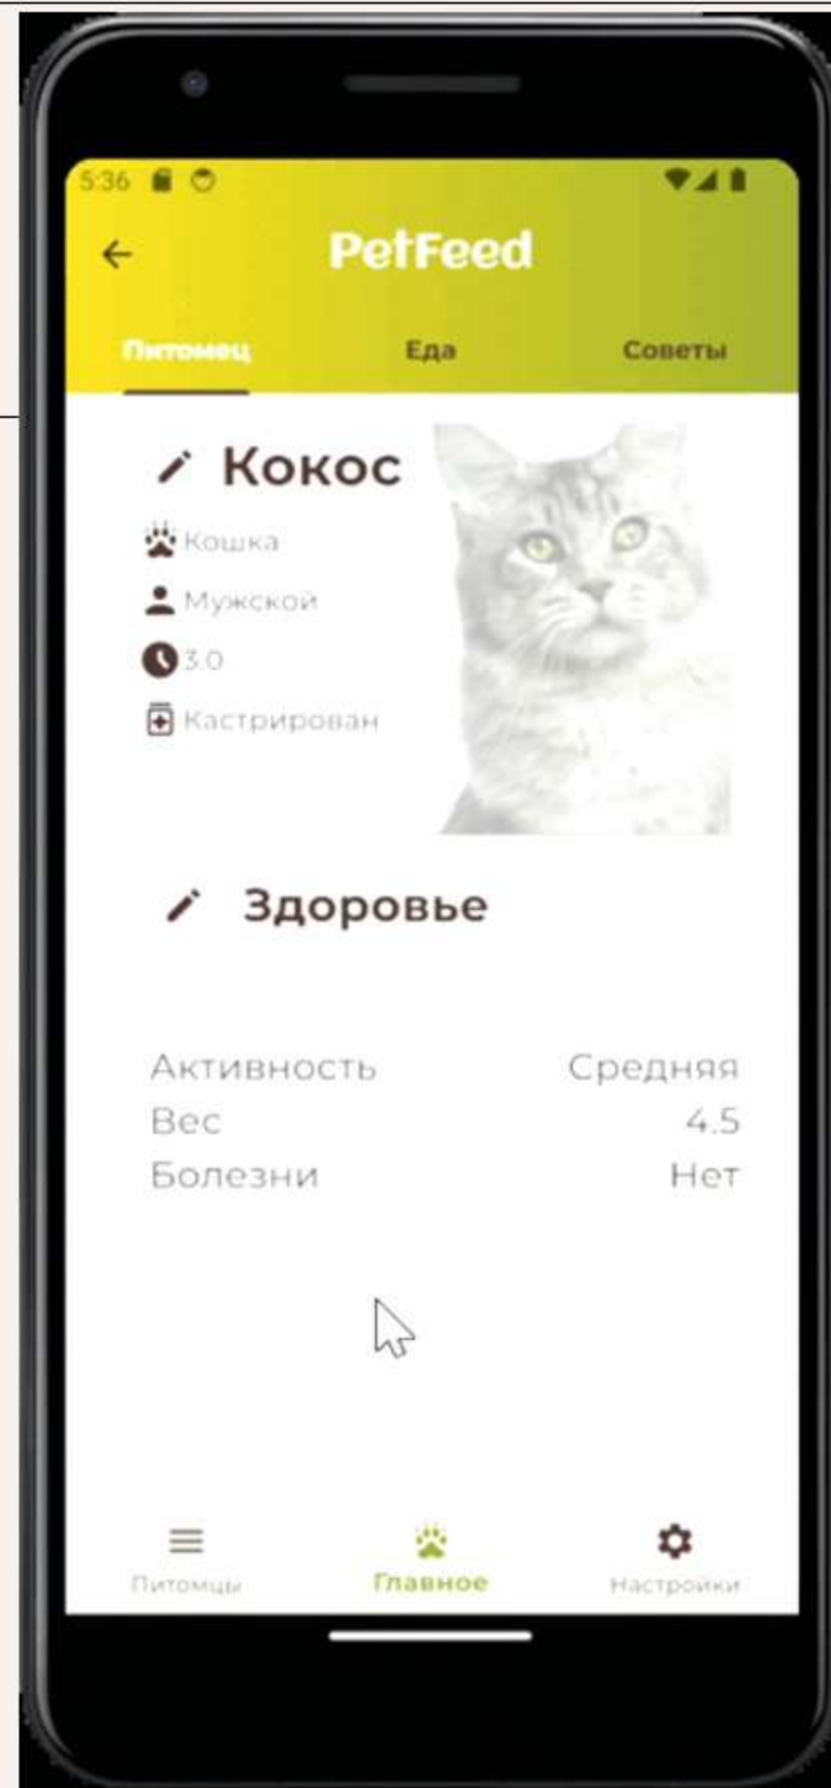 5:36
PetFeed
Питомец Еда Советы
Кокос
Кошка
Мужской
3.0
Кастрирован
Здоровье
Активность Средняя
Вес 4.5
Болезни Нет
Питомцы Главное Настройки